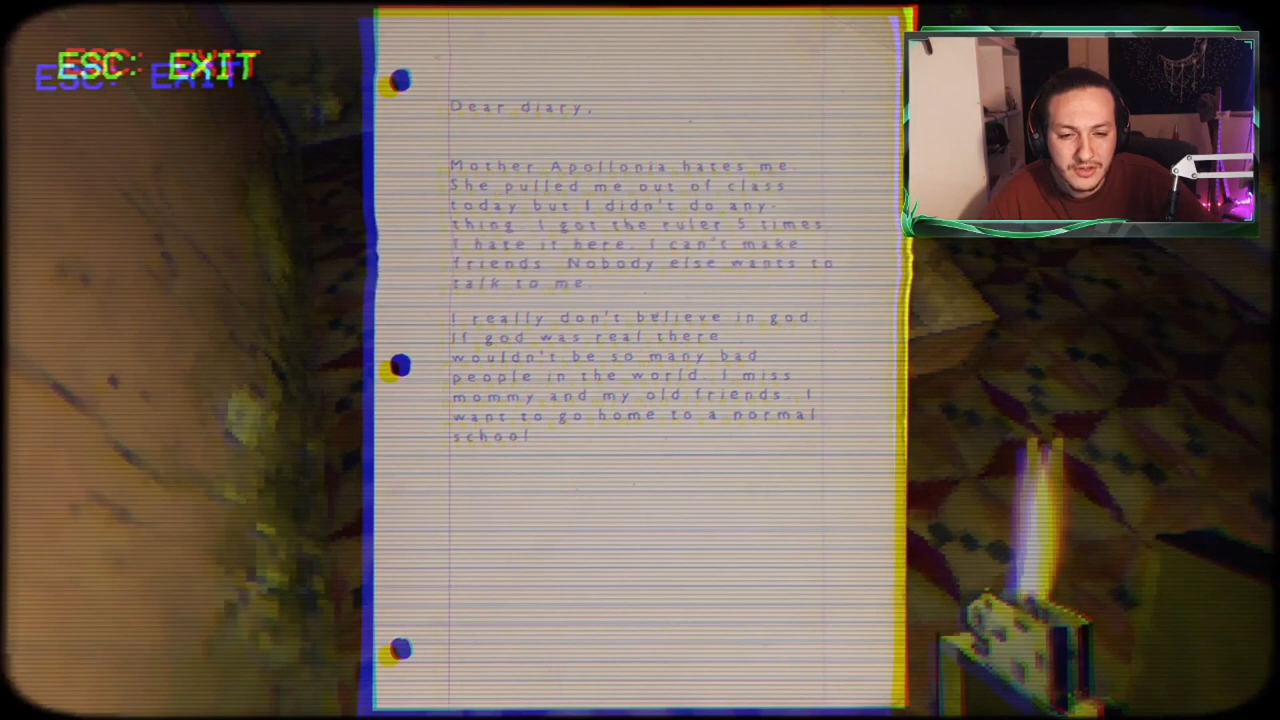 ESC: EXIT
Dear diary,
Mother Apollonia hates me.
She pulled me out of class
today but I didn't do any-
thing. I got the ruler 5 times.
I hate it here. I can't make
friends. Nobody else wants to
talk to me.
I really don't believe in god.
If god was real there
wouldn't be so many bad
people in the world. I miss
mommy and my old friends. I
want to go home to a normal
school